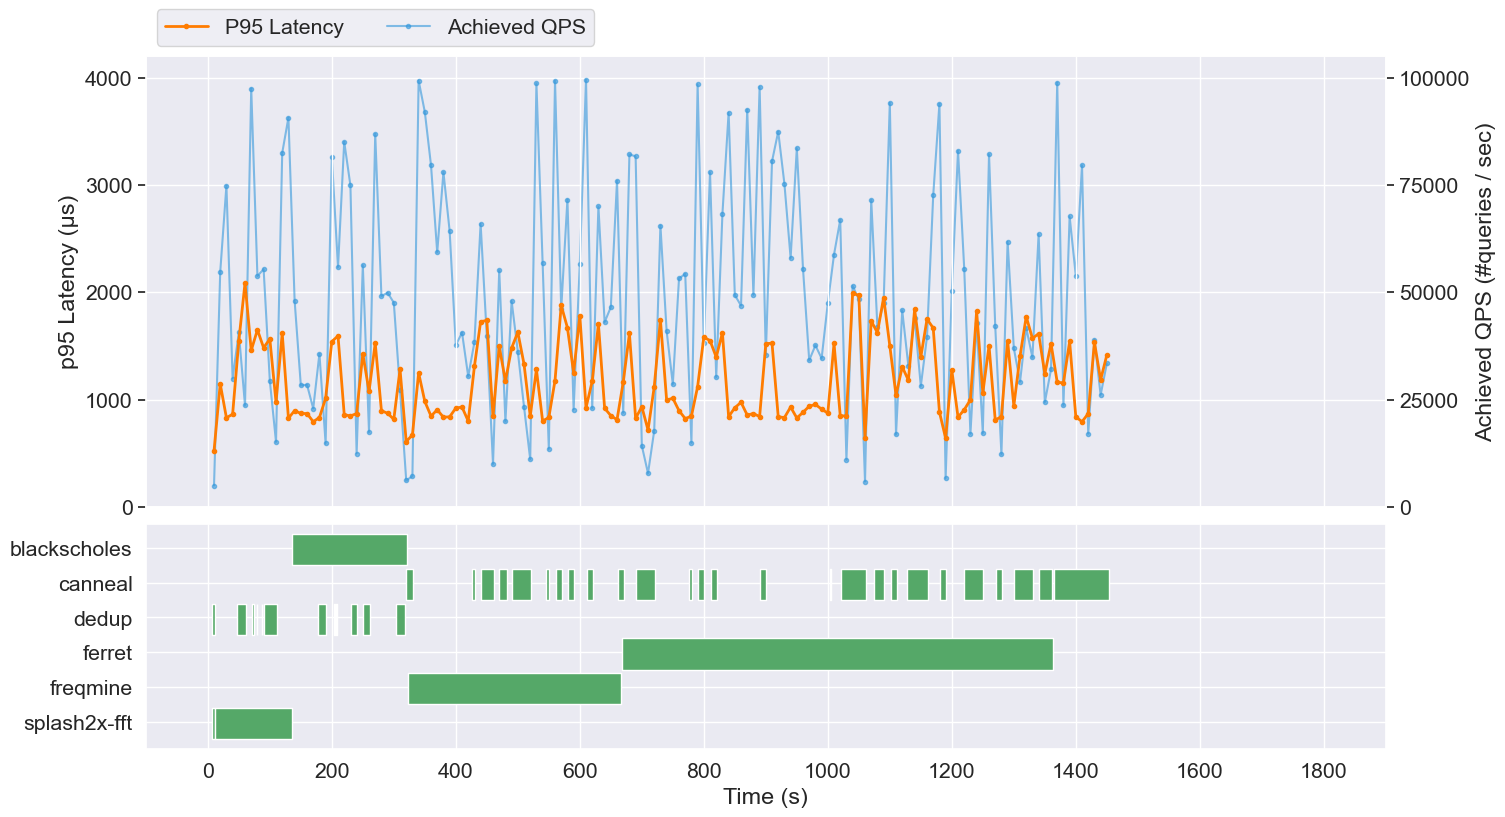 P95 Latency
Achieved QPS
4000
3000
2000
1000
0
p95 Latency (µs)
100000
75000
50000
25000
0
Achieved QPS (#queries / sec)
blackscholes
canneal
dedup
ferret
freqmine
splash2x-fft
0 200 400 600 800 1000 1200 1400 1600 1800
Time (s)